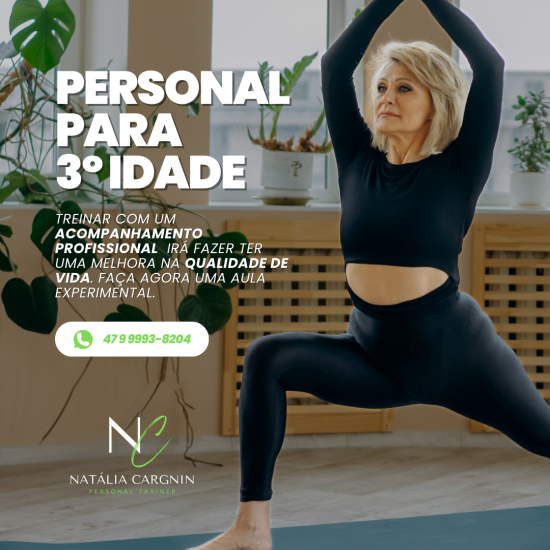 PERSONAL
PARA
3º IDADE
TREINAR COM UM
ACOMPANHAMENTO
PROFISSIONAL IRÁ FAZER TER
UMA MELHORA NA QUALIDADE DE
VIDA. FAÇA AGORA UMA AULA
EXPERIMENTAL.
47 9 9993-8204
NC
NATÁLIA CARGNIN
PERSONAL TRAINER